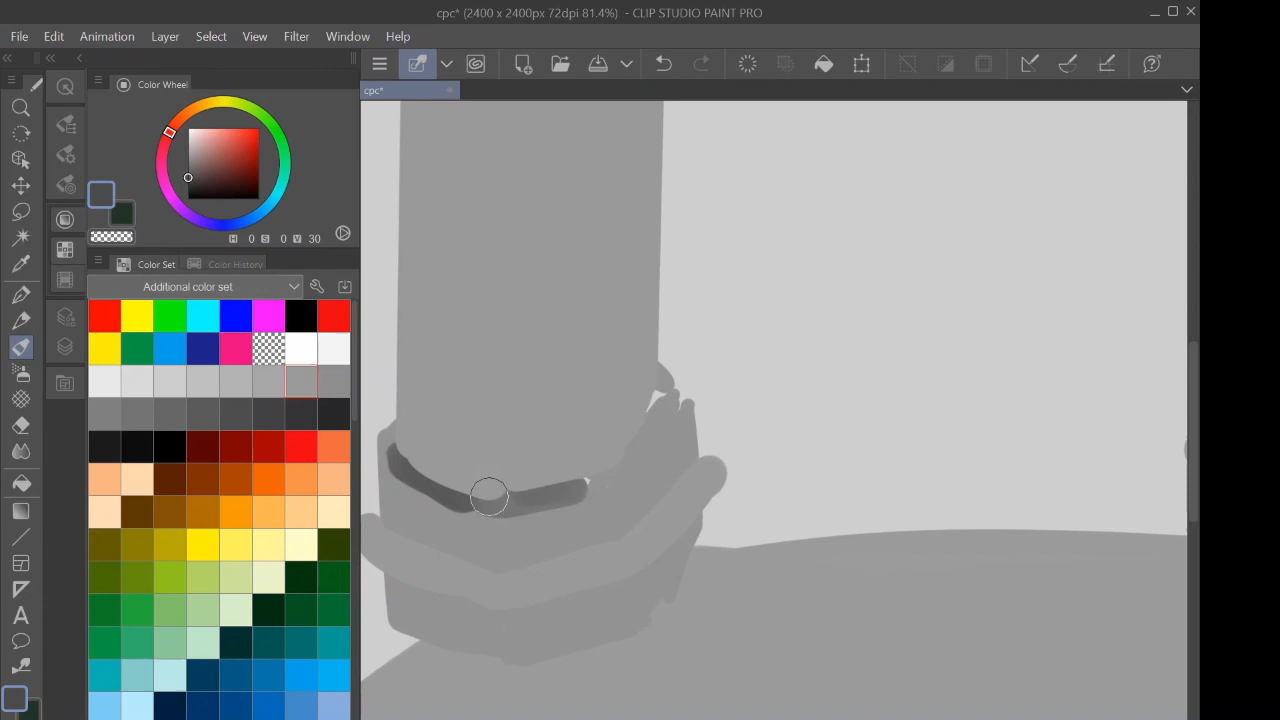 cpc* (2400 x 2400px 72dpi 81.4%) - CLIP STUDIO PAINT PRO
File Edit Animation Layer Select View Filter Window Help
cpc*
Color Wheel
H 0 S 0 V 30
Color Set Color History
Additional color set
A